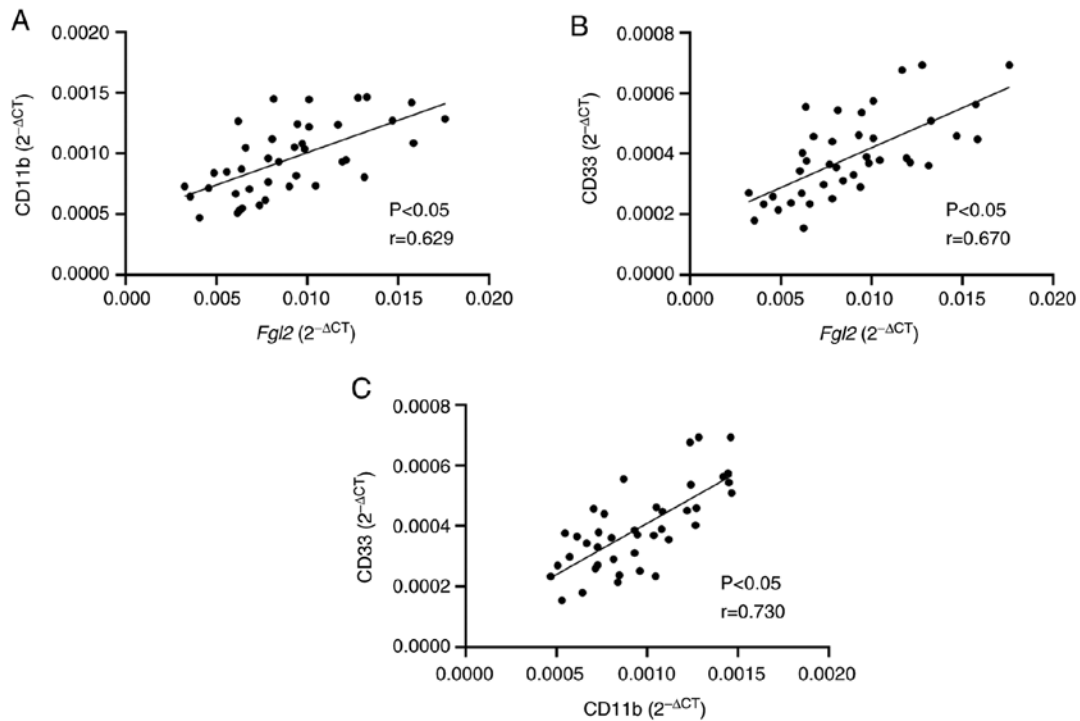 A
0.0020
0.0015
0.0010
0.0005
0.0000
CD11b (2−ΔCT)
P<0.05
r=0.629
0.000 0.005 0.010 0.015 0.020
Fgl2 (2−ΔCT)
B
0.0008
0.0006
0.0004
0.0002
0.0000
CD33 (2−ΔCT)
P<0.05
r=0.670
0.000 0.005 0.010 0.015 0.020
Fgl2 (2−ΔCT)
C
0.0008
0.0006
0.0004
0.0002
0.0000
CD33 (2−ΔCT)
P<0.05
r=0.730
0.0000 0.0005 0.0010 0.0015 0.0020
CD11b (2−ΔCT)